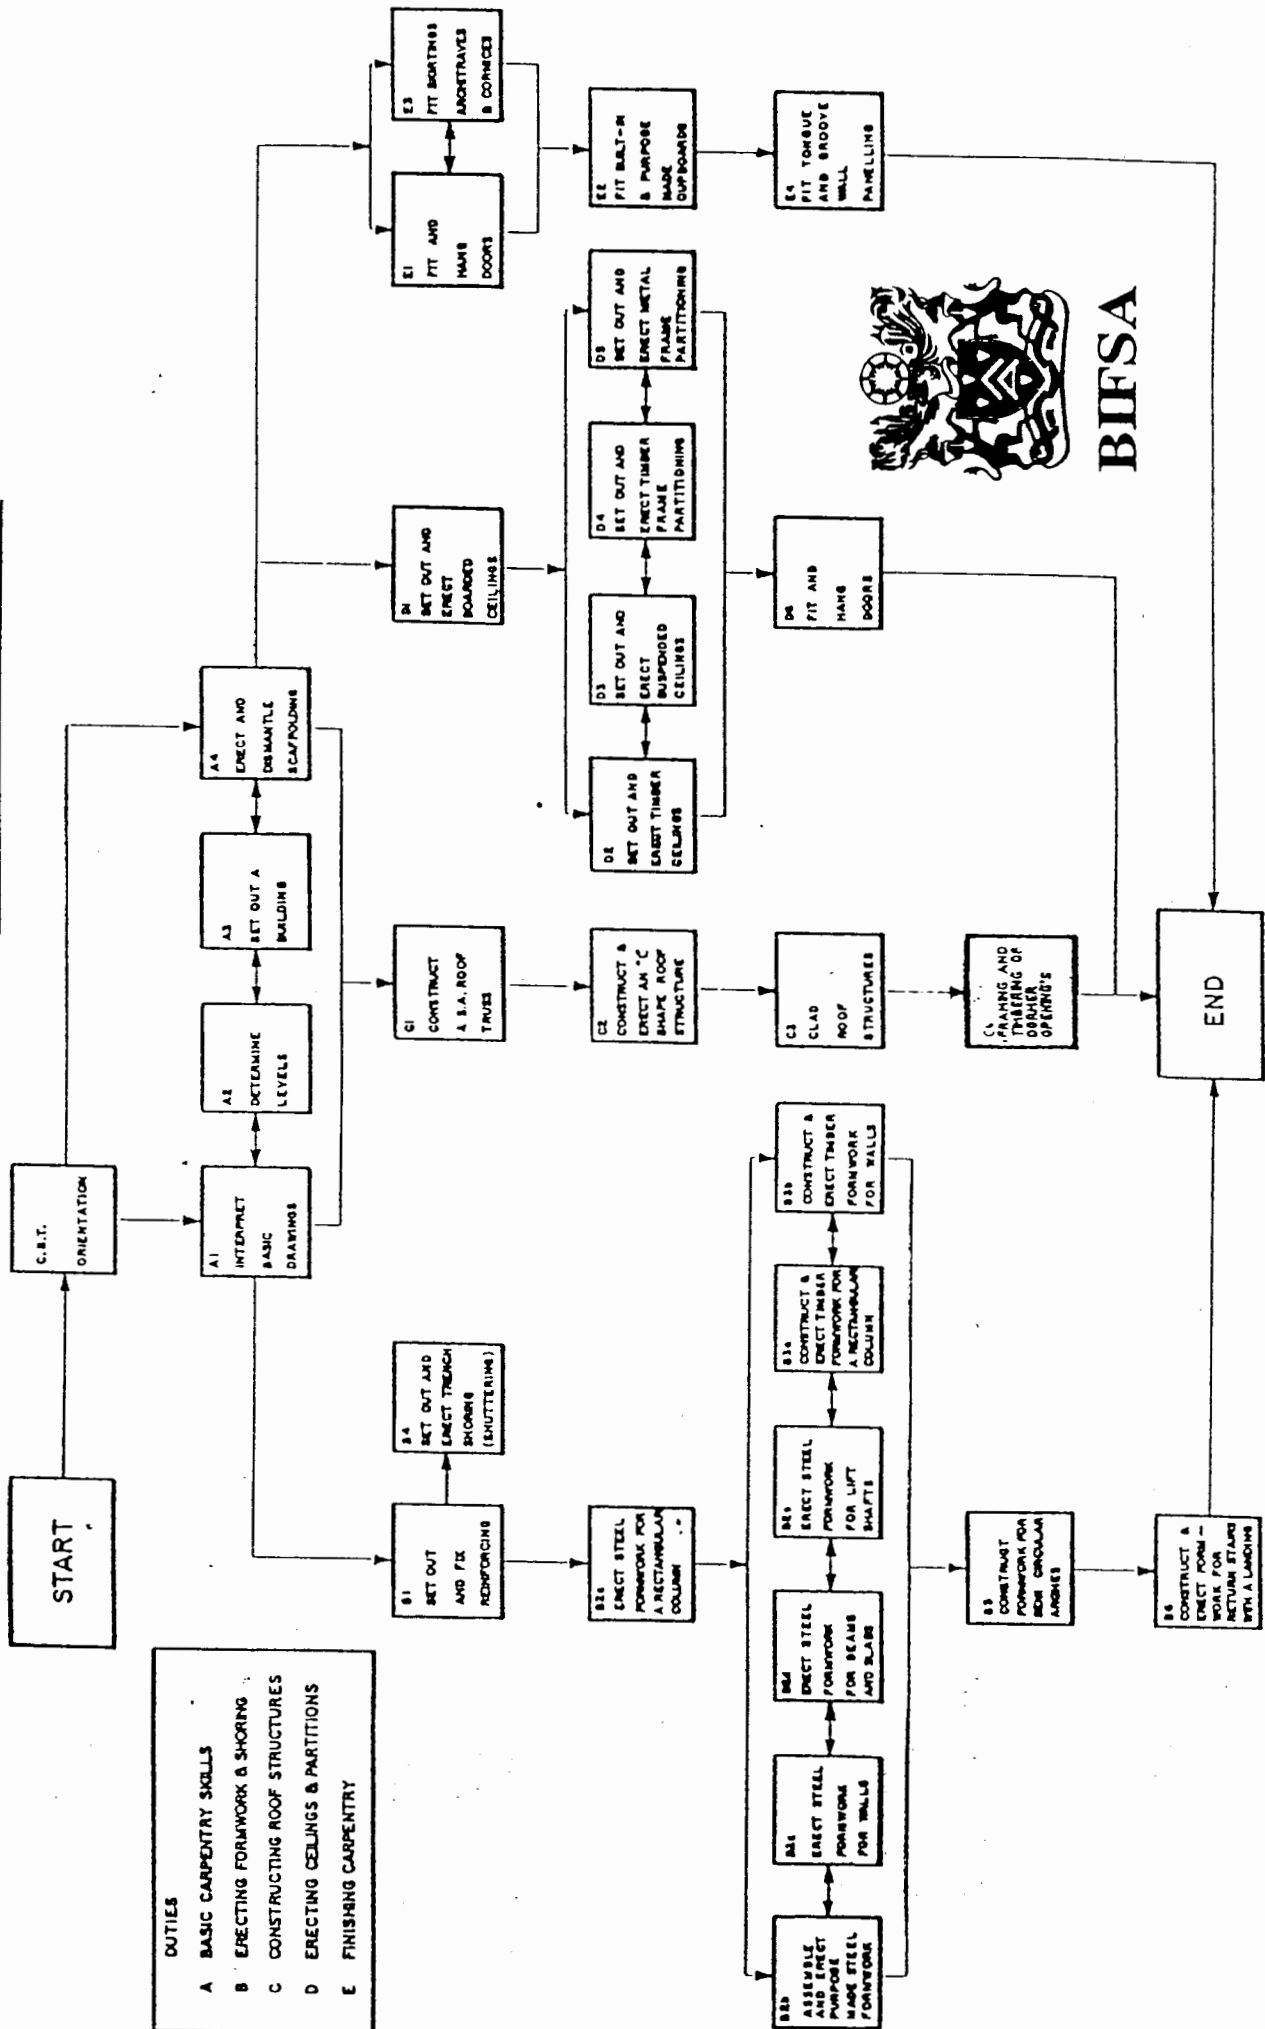 START
C.B.T.
ORIENTATION
DUTIES
A BASIC CARPENTRY SKILLS
B ERECTING FORMWORK & SHORING
C CONSTRUCTING ROOF STRUCTURES
D ERECTING CEILINGS & PARTITIONS
E FINISHING CARPENTRY
A1
INTERPRET
BASIC
DRAWINGS
A2
DETERMINE
LEVELS
A3
SET OUT A
BUILDING
A4
ERECT AND
DISMANTLE
SCAFFOLDING
B1
SET OUT
AND FIX
REINFORCING
B4
SET OUT AND
ERECT TRENCH
SHORING
(SHUTTERING)
C1
CONSTRUCT
A S.A. ROOF
TRUSS
D1
SET OUT AND
ERECT
BOARDED
CEILINGS
E1
FIT AND
HANG
DOORS
E3
FIT
ARCHITRAVES
& CORNICES
B2a
ERECT STEEL
FORMWORK FOR
A RECTANGULAR
COLUMN
C2
CONSTRUCT &
ERECT AN "C
SHAPE ROOF
STRUCTURE
D2
SET OUT AND
ERECT TIMBER
CEILINGS
D3
SET OUT AND
ERECT
SUSPENDED
CEILINGS
D4
SET OUT AND
ERECT TIMBER
FRAME
PARTITIONING
D5
SET OUT AND
ERECT METAL
FRAME
PARTITIONING
E2
FIT BUILT-IN
& PURPOSE
MADE
CUPBOARDS
B2b
ASSEMBLE
AND ERECT
PURPOSE
MADE STEEL
FORMWORK
B2c
ERECT STEEL
FORMWORK
FOR WALLS
B2d
ERECT STEEL
FORMWORK
FOR BEAMS
AND SLABS
B2e
ERECT STEEL
FORMWORK
FOR LIFT
SHAFTS
B3a
CONSTRUCT &
ERECT TIMBER
FORMWORK FOR
A RECTANGULAR
COLUMN
B3b
CONSTRUCT &
ERECT TIMBER
FORMWORK
FOR WALLS
C3
CLAD
ROOF
STRUCTURES
D6
FIT AND
HANG
DOORS
E4
FIT TONGUE
AND GROOVE
WALL
PANELLING
B5
CONSTRUCT
FORMWORK FOR
SEMI CIRCULAR
ARCHES
C4
FRAMING AND
TIMBERING OF
DORMER
OPENING'S
B6
CONSTRUCT &
ERECT FORM-
WORK FOR
RETURN STAIRS
WITH A LANDING
END
BIFSA